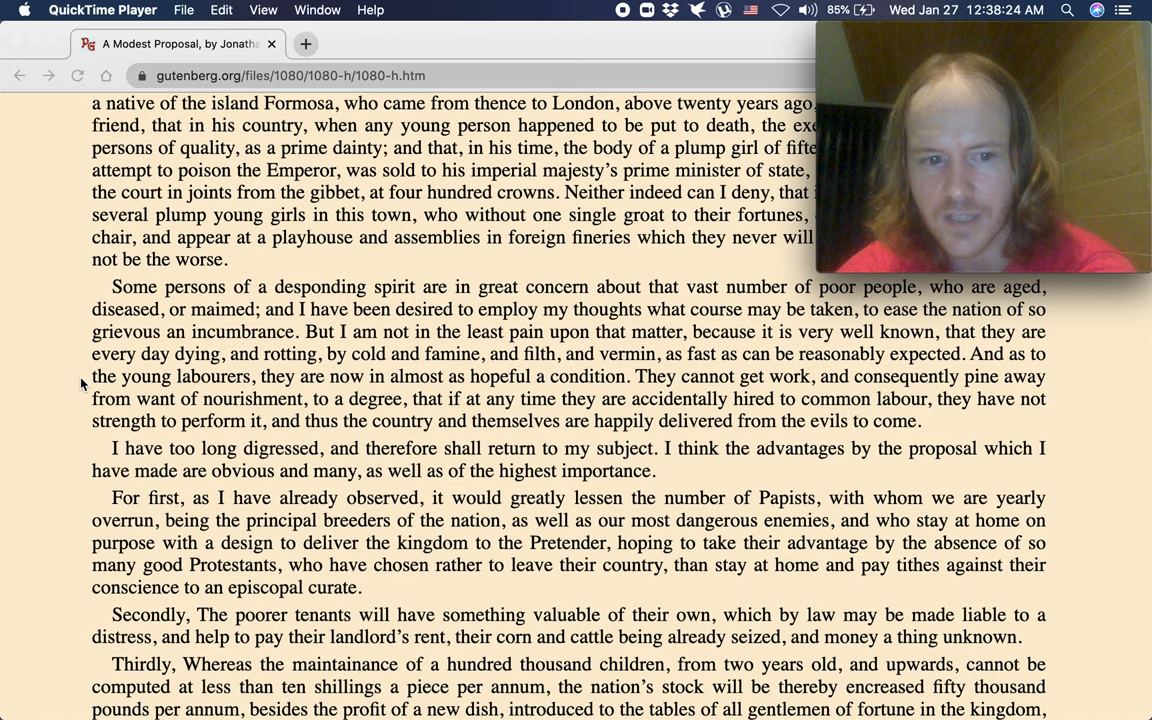 QuickTime Player File Edit View Window Help 85% Wed Jan 27 12:38:24 AM
A Modest Proposal, by Jonath
gutenberg.org/files/1080/1080-h/1080-h.htm
a native of the island Formosa, who came from thence to London, above twenty years ago,
friend, that in his country, when any young person happened to be put to death, the
persons of quality, as a prime dainty; and that, in his time, the body of a plump girl of
attempt to poison the Emperor, was sold to his imperial majesty's prime minister of state,
the court in joints from the gibbet, at four hundred crowns. Neither indeed can I deny, that
several plump young girls in this town, who without one single groat to their fortunes,
chair, and appear at a playhouse and assemblies in foreign fineries which they never will
not be the worse.
Some persons of a desponding spirit are in great concern about that vast number of poor people, who are aged,
diseased, or maimed; and I have been desired to employ my thoughts what course may be taken, to ease the nation of so
grievous an incumbrance. But I am not in the least pain upon that matter, because it is very well known, that they are
every day dying, and rotting, by cold and famine, and filth, and vermin, as fast as can be reasonably expected. And as to
the young labourers, they are now in almost as hopeful a condition. They cannot get work, and consequently pine away
from want of nourishment, to a degree, that if at any time they are accidentally hired to common labour, they have not
strength to perform it, and thus the country and themselves are happily delivered from the evils to come.
I have too long digressed, and therefore shall return to my subject. I think the advantages by the proposal which I
have made are obvious and many, as well as of the highest importance.
For first, as I have already observed, it would greatly lessen the number of Papists, with whom we are yearly
overrun, being the principal breeders of the nation, as well as our most dangerous enemies, and who stay at home on
purpose with a design to deliver the kingdom to the Pretender, hoping to take their advantage by the absence of so
many good Protestants, who have chosen rather to leave their country, than stay at home and pay tithes against their
conscience to an episcopal curate.
Secondly, The poorer tenants will have something valuable of their own, which by law may be made liable to a
distress, and help to pay their landlord's rent, their corn and cattle being already seized, and money a thing unknown.
Thirdly, Whereas the maintainance of a hundred thousand children, from two years old, and upwards, cannot be
computed at less than ten shillings a piece per annum, the nation's stock will be thereby encreased fifty thousand
pounds per annum, besides the profit of a new dish, introduced to the tables of all gentlemen of fortune in the kingdom,